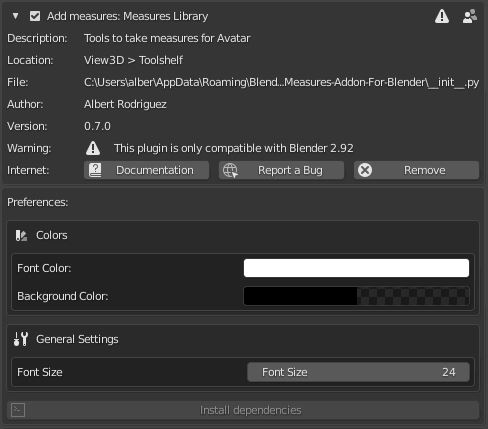 Add measures: Measures Library
Description: Tools to take measures for Avatar
Location: View3D > Toolshelf
File: C:\Users\alber\AppData\Roaming\Blend...Measures-Addon-For-Blender\__init__.py
Author: Albert Rodriguez
Version: 0.7.0
Warning: This plugin is only compatible with Blender 2.92
Internet: Documentation Report a Bug Remove
Preferences:
Colors
Font Color:
Background Color:
General Settings
Font Size Font Size 24
Install dependencies